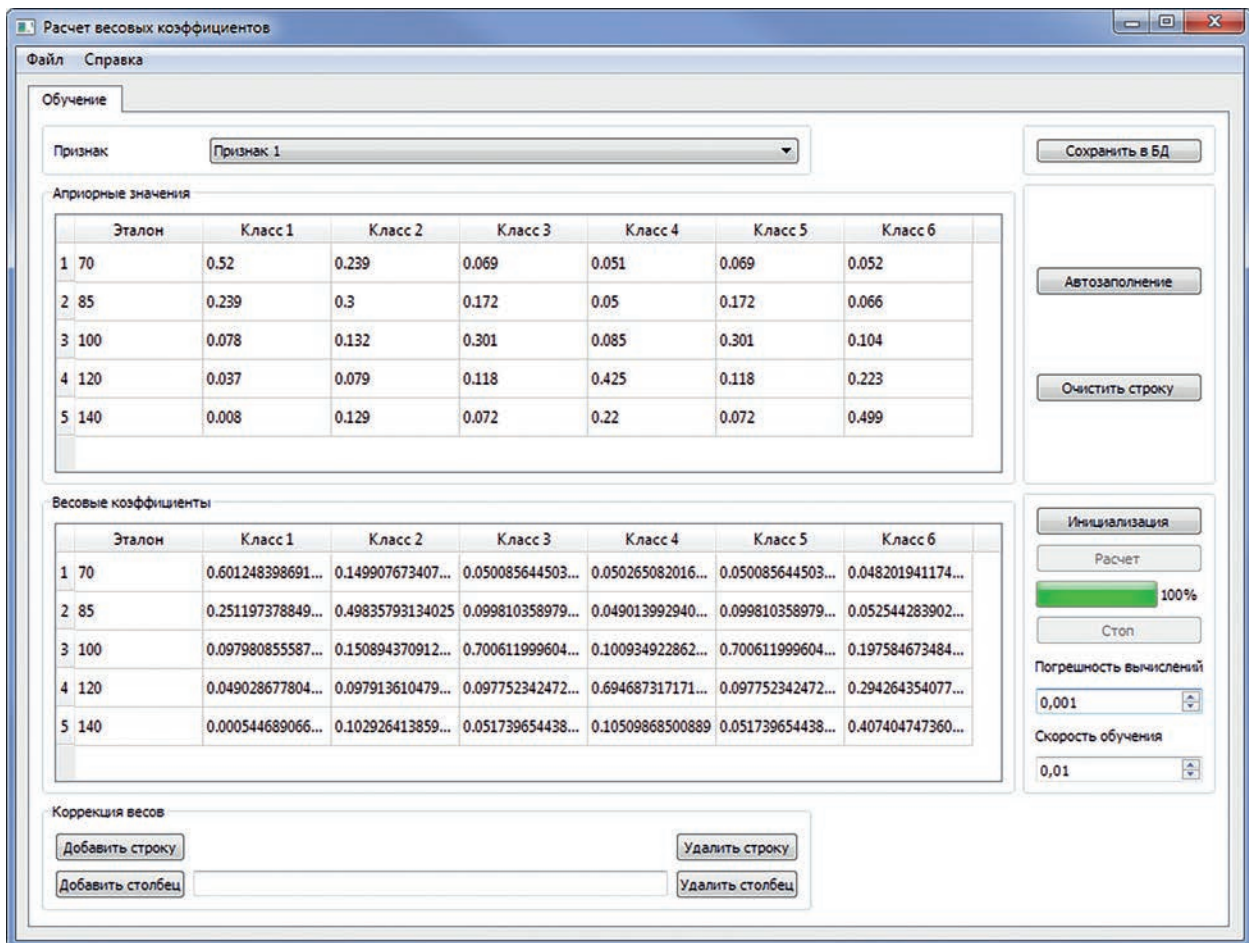 Расчет весовых коэффициентов
Файл Справка
Обучение
Признак Признак 1 Сохранить в БД
Априорные значения
Эталон Класс 1 Класс 2 Класс 3 Класс 4 Класс 5 Класс 6
1 70 0.52 0.239 0.069 0.051 0.069 0.052
Автозаполнение
2 85 0.239 0.3 0.172 0.05 0.172 0.066
3 100 0.078 0.132 0.301 0.085 0.301 0.104
4 120 0.037 0.079 0.118 0.425 0.118 0.223
Очистить строку
5 140 0.008 0.129 0.072 0.22 0.072 0.499
Весовые коэффициенты
Инициализация
Эталон Класс 1 Класс 2 Класс 3 Класс 4 Класс 5 Класс 6
1 70 0.601248398691... 0.149907673407... 0.050085644503... 0.050265082016... 0.050085644503... 0.048201941174...
Расчет
100%
2 85 0.251197378849... 0.49835793134025 0.099810358979... 0.049013992940... 0.099810358979... 0.052544283902...
Стоп
3 100 0.097980855587... 0.150894370912... 0.700611999604... 0.100934922862... 0.700611999604... 0.197584673484...
Погрешность вычислений
4 120 0.049028677804... 0.097913610479... 0.097752342472... 0.694687317171... 0.097752342472... 0.294264354077...
0,001
5 140 0.000544689066... 0.102926413859... 0.051739654438... 0.10509868500889 0.051739654438... 0.407404747360...
Скорость обучения
0,01
Коррекция весов
Добавить строку Удалить строку
Добавить столбец Удалить столбец